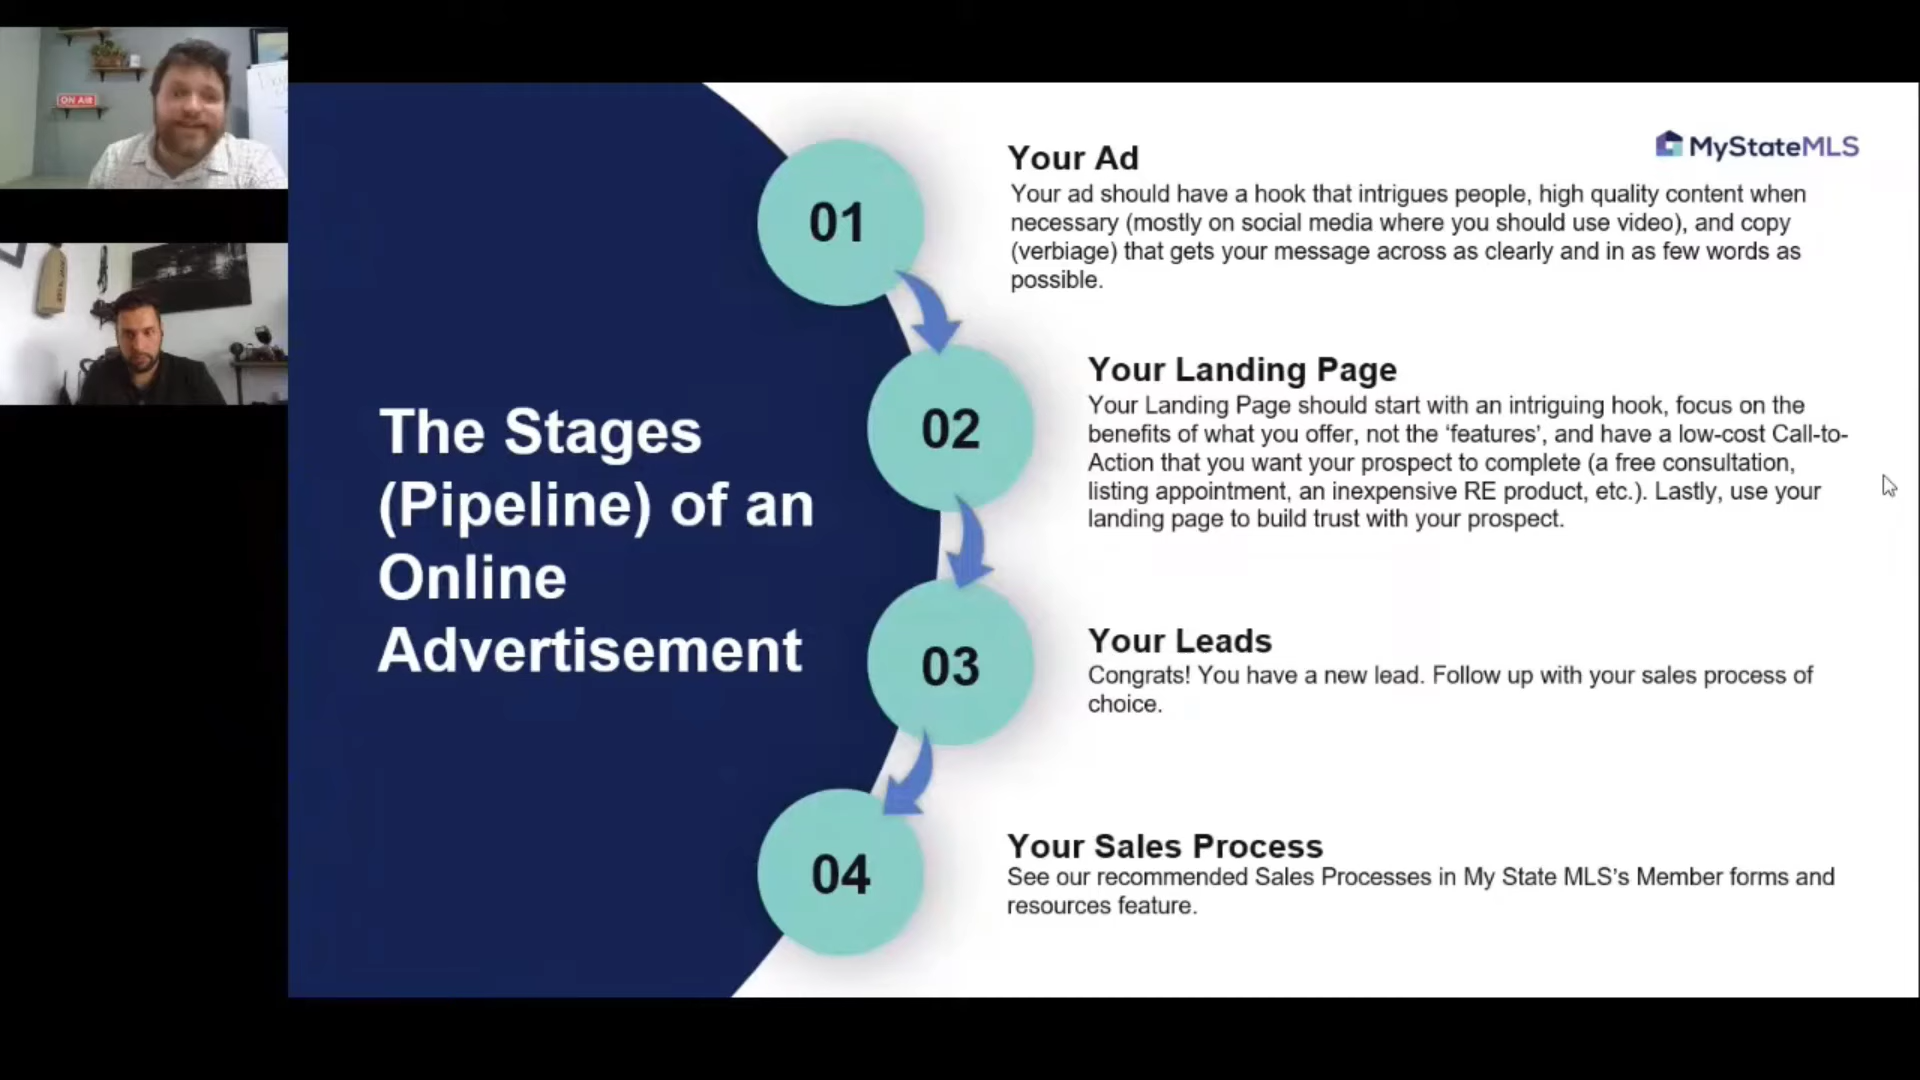 ON AIR
MyStateMLS
The Stages
(Pipeline) of an
Online
Advertisement
01
Your Ad
Your ad should have a hook that intrigues people, high quality content when
necessary (mostly on social media where you should use video), and copy
(verbiage) that gets your message across as clearly and in as few words as
possible.
02
Your Landing Page
Your Landing Page should start with an intriguing hook, focus on the
benefits of what you offer, not the ‘features’, and have a low-cost Call-to-
Action that you want your prospect to complete (a free consultation,
listing appointment, an inexpensive RE product, etc.). Lastly, use your
landing page to build trust with your prospect.
03
Your Leads
Congrats! You have a new lead. Follow up with your sales process of
choice.
04
Your Sales Process
See our recommended Sales Processes in My State MLS’s Member forms and
resources feature.